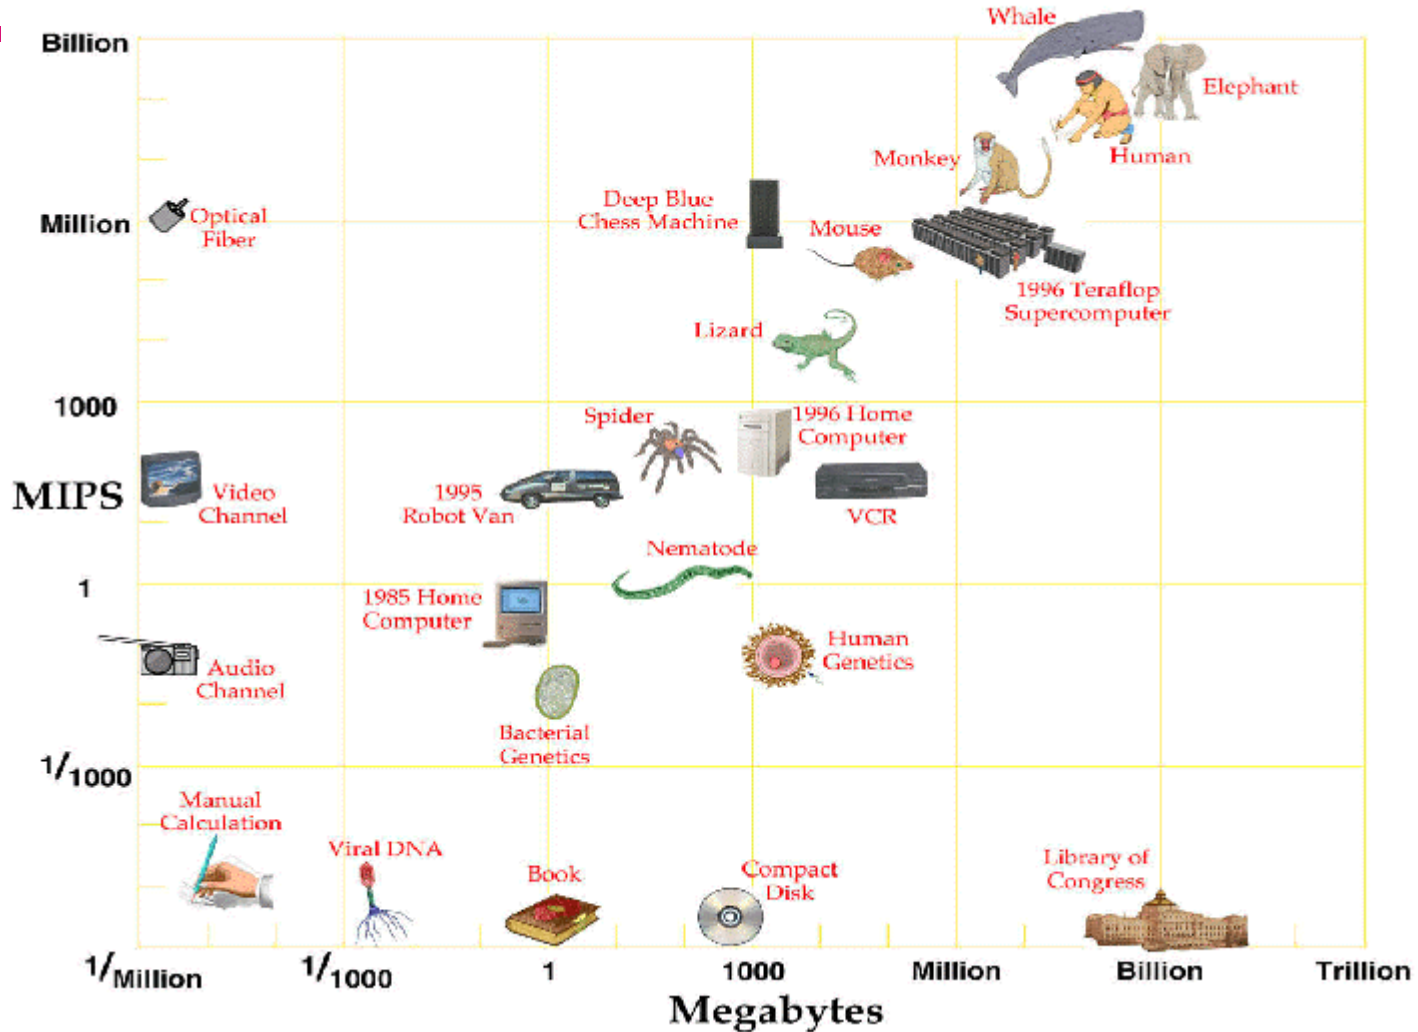 Whale
Billion
Elephant
Monkey
Human
Deep Blue
Chess Machine
Optical
Fiber
Million
Mouse
1996 Teraflop
Supercomputer
Lizard
1000
Spider
1996 Home
Computer
MIPS
Video
Channel
1995
Robot Van
VCR
Nematode
1
1985 Home
Computer
Human
Genetics
Audio
Channel
Bacterial
Genetics
1/1000
Manual
Calculation
Viral DNA
Book
Compact
Disk
Library of
Congress
1/Million
1/1000
1
1000
Million
Billion
Trillion
Megabytes